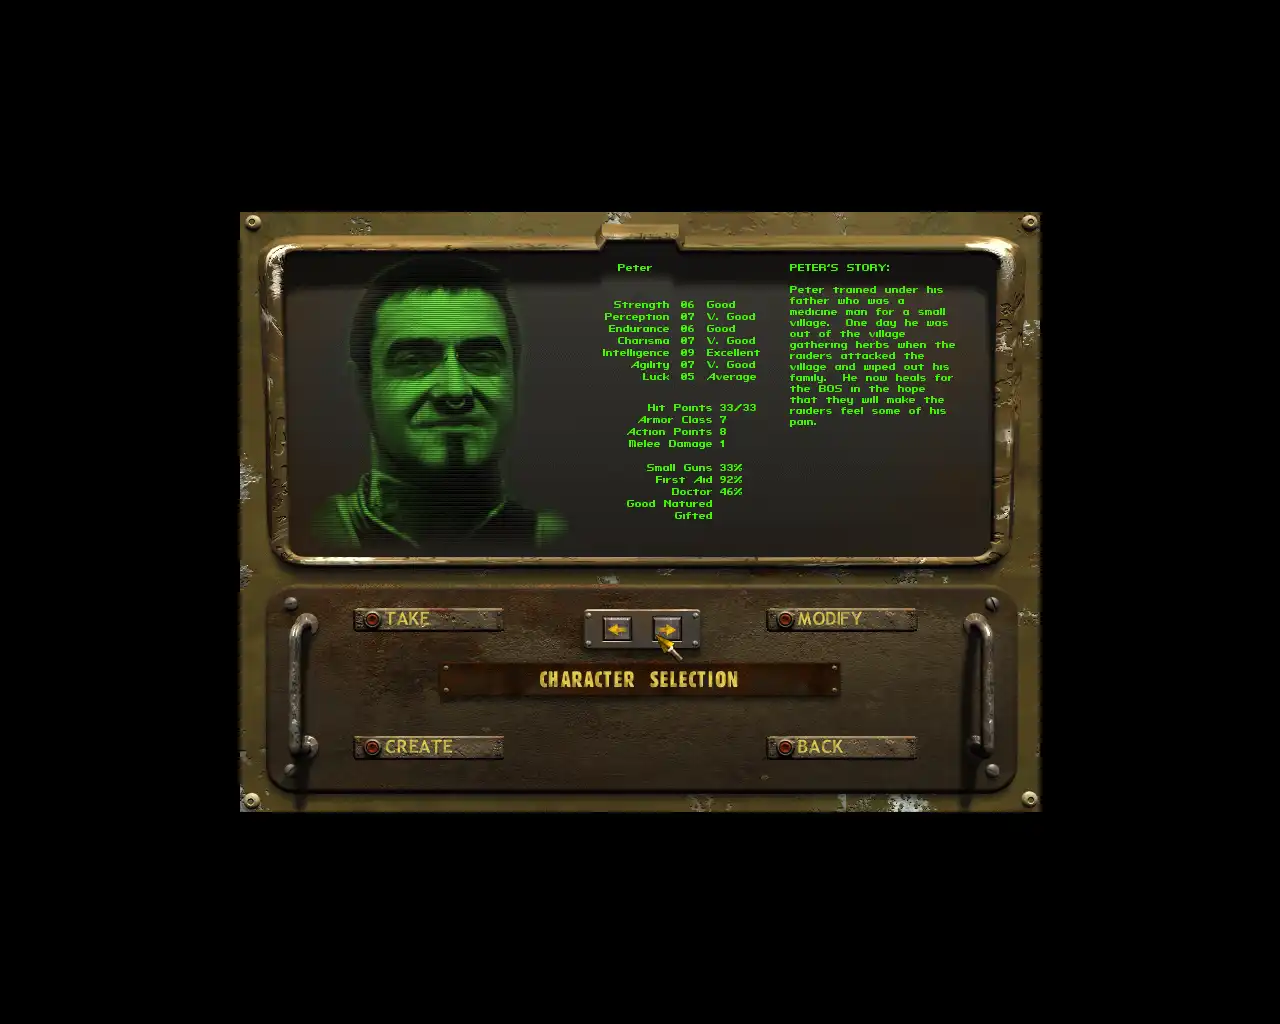 Peter
Strength 06 Good
Perception 07 V. Good
Endurance 06 Good
Charisma 07 V. Good
Intelligence 09 Excellent
Agility 07 V. Good
Luck 05 Average
Hit Points 33/33
Armor Class 7
Action Points 8
Melee Damage 1
Small Guns 33%
First Aid 92%
Doctor 46%
Good Natured
Gifted
PETER'S STORY:
Peter trained under his
father who was a
medicine man for a small
village. One day he was
out of the village
gathering herbs when the
raiders attacked the
village and wiped out his
family. He now heals for
the BOS in the hope
that they will make the
raiders feel some of his
pain.
TAKE
MODIFY
CHARACTER SELECTION
CREATE
BACK